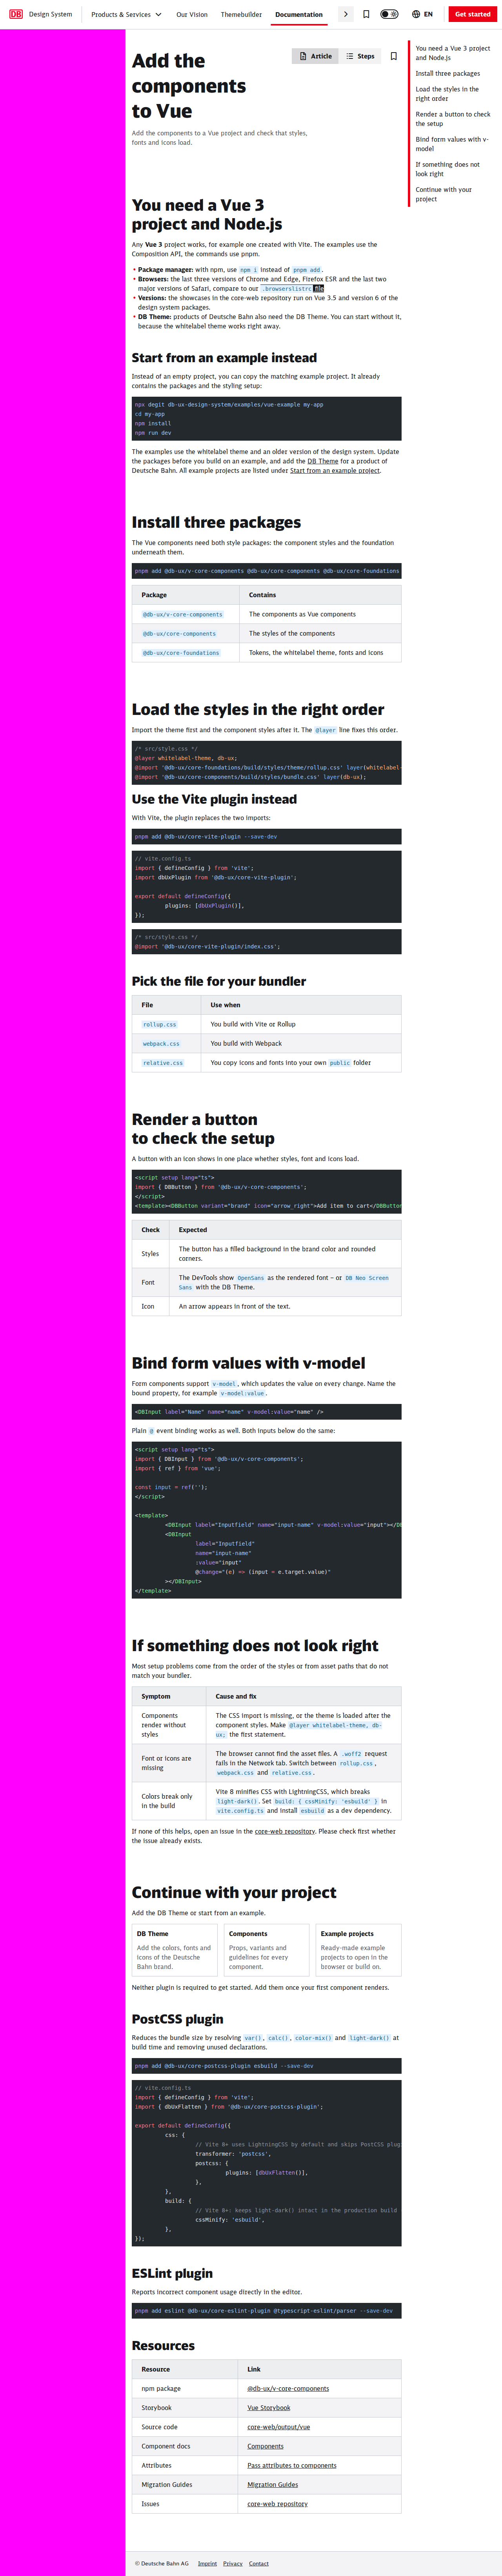 DB Design System Products & Services Our Vision Themebuilder Documentation EN Get started
Add the
components
to Vue
Article Steps
Add the components to a Vue project and check that styles,
fonts and icons load.
You need a Vue 3 project
and Node.js
Install three packages
Load the styles in the
right order
Render a button to check
the setup
Bind form values with v-
model
If something does not look
right
Continue with your
project
You need a Vue 3
project and Node.js
Any Vue 3 project works, for example one created with Vite. The examples use the
Composition API, the commands use pnpm.
• Package manager: with npm, use npm i instead of pnpm add.
• Browsers: the last three versions of Chrome and Edge, Firefox ESR and the last two
major versions of Safari, compare to our .browserslistrc file
• Versions: the showcases in the core-web repository run on Vue 3.5 and version 6 of the
design system packages.
• DB Theme: products of Deutsche Bahn also need the DB Theme. You can start without it,
because the whitelabel theme works right away.
Start from an example instead
Instead of an empty project, you can copy the matching example project. It already
contains the packages and the styling setup:
npx degit db-ux-design-system/examples/vue-example my-app
cd my-app
npm install
npm run dev
The examples use the whitelabel theme and an older version of the design system. Update
the packages before you build on an example, and add the DB Theme for a product of
Deutsche Bahn. All example projects are listed under Start from an example project.
Install three packages
The Vue components need both style packages: the component styles and the foundation
underneath them.
pnpm add @db-ux/v-core-components @db-ux/core-components @db-ux/core-foundations
Package Contains
@db-ux/v-core-components The components as Vue components
@db-ux/core-components The styles of the components
@db-ux/core-foundations Tokens, the whitelabel theme, fonts and icons
Load the styles in the right order
Import the theme first and the component styles after it. The @layer line fixes this order.
/* src/style.css */
@layer whitelabel-theme, db-ux;
@import '@db-ux/core-foundations/build/styles/theme/rollup.css' layer(whitelabel-
@import '@db-ux/core-components/build/styles/bundle.css' layer(db-ux);
Use the Vite plugin instead
With Vite, the plugin replaces the two imports:
pnpm add @db-ux/core-vite-plugin --save-dev
// vite.config.ts
import { defineConfig } from 'vite';
import dbUxPlugin from '@db-ux/core-vite-plugin';
export default defineConfig({
plugins: [dbUxPlugin()],
});
/* src/style.css */
@import '@db-ux/core-vite-plugin/index.css';
Pick the file for your bundler
File Use when
rollup.css You build with Vite or Rollup
webpack.css You build with Webpack
relative.css You copy icons and fonts into your own public folder
Render a button
to check the setup
A button with an icon shows in one place whether styles, font and icons load.
<script setup lang="ts">
import { DBButton } from '@db-ux/v-core-components';
</script>
<template><DBButton variant="brand" icon="arrow_right">Add item to cart</DBButton
Check Expected
Styles The button has a filled background in the brand color and rounded
corners.
Font The DevTools show OpenSans as the rendered font – or DB Neo Screen
Sans with the DB Theme.
Icon An arrow appears in front of the text.
Bind form values with v-model
Form components support v-model, which updates the value on every change. Name the
bound property, for example v-model:value.
<DBInput label="Name" name="name" v-model:value="name" />
Plain @ event binding works as well. Both inputs below do the same:
<script setup lang="ts">
import { DBInput } from '@db-ux/v-core-components';
import { ref } from 'vue';
const input = ref('');
</script>
<template>
<DBInput label="Inputfield" name="input-name" v-model:value="input"></DB
<DBInput
label="Inputfield"
name="input-name"
:value="input"
@change="(e) => (input = e.target.value)"
></DBInput>
</template>
If something does not look right
Most setup problems come from the order of the styles or from asset paths that do not
match your bundler.
Symptom Cause and fix
Components
render without
styles
The CSS import is missing, or the theme is loaded after the
component styles. Make @layer whitelabel-theme, db-
ux; the first statement.
Font or icons are
missing
The browser cannot find the asset files. A .woff2 request
fails in the Network tab. Switch between rollup.css,
webpack.css and relative.css.
Colors break only
in the build
Vite 8 minifies CSS with LightningCSS, which breaks
light-dark(). Set build: { cssMinify: 'esbuild' } in
vite.config.ts and install esbuild as a dev dependency.
If none of this helps, open an issue in the core-web repository. Please check first whether
the issue already exists.
Continue with your project
Add the DB Theme or start from an example.
DB Theme
Add the colors, fonts and
icons of the Deutsche
Bahn brand.
Components
Props, variants and
guidelines for every
component.
Example projects
Ready-made example
projects to open in the
browser or build on.
Neither plugin is required to get started. Add them once your first component renders.
PostCSS plugin
Reduces the bundle size by resolving var(), calc(), color-mix() and light-dark() at
build time and removing unused declarations.
pnpm add @db-ux/core-postcss-plugin esbuild --save-dev
// vite.config.ts
import { defineConfig } from 'vite';
import { dbUxFlatten } from '@db-ux/core-postcss-plugin';
export default defineConfig({
css: {
// Vite 8+ uses LightningCSS by default and skips PostCSS plug
transformer: 'postcss',
postcss: {
plugins: [dbUxFlatten()],
},
},
build: {
// Vite 8+: keeps light-dark() intact in the production build
cssMinify: 'esbuild',
},
});
ESLint plugin
Reports incorrect component usage directly in the editor.
pnpm add eslint @db-ux/core-eslint-plugin @typescript-eslint/parser --save-dev
Resources
Resource Link
npm package @db-ux/v-core-components
Storybook Vue Storybook
Source code core-web/output/vue
Component docs Components
Attributes Pass attributes to components
Migration Guides Migration Guides
Issues core-web repository
© Deutsche Bahn AG Imprint Privacy Contact